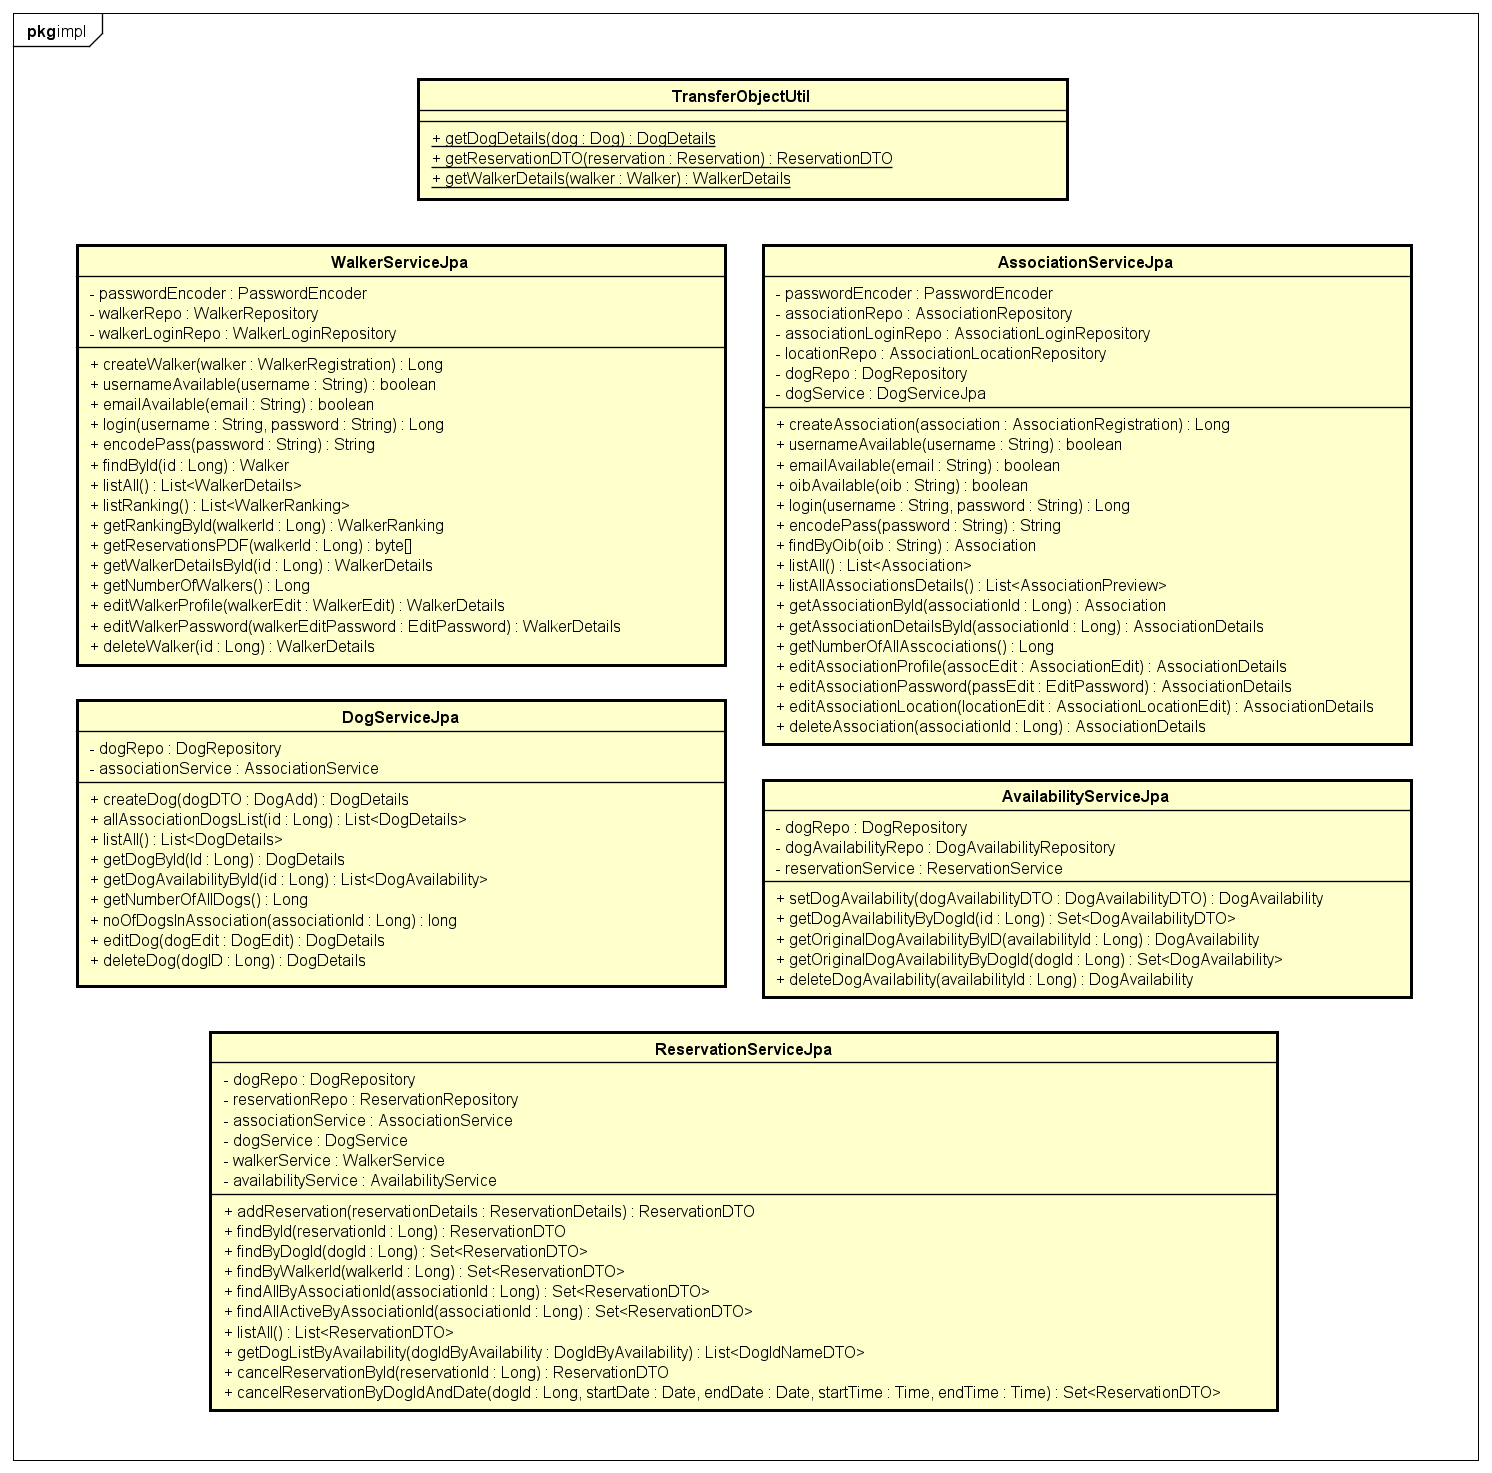 pkg impl
TransferObjectUtil
+ getDogDetails(dog : Dog) : DogDetails
+ getReservationDTO(reservation : Reservation) : ReservationDTO
+ getWalkerDetails(walker : Walker) : WalkerDetails
WalkerServiceJpa
- passwordEncoder : PasswordEncoder
- walkerRepo : WalkerRepository
- walkerLoginRepo : WalkerLoginRepository
+ createWalker(walker : WalkerRegistration) : Long
+ usernameAvailable(username : String) : boolean
+ emailAvailable(email : String) : boolean
+ login(username : String, password : String) : Long
+ encodePass(password : String) : String
+ findById(id : Long) : Walker
+ listAll() : List<WalkerDetails>
+ listRanking() : List<WalkerRanking>
+ getRankingById(walkerId : Long) : WalkerRanking
+ getReservationsPDF(walkerId : Long) : byte[]
+ getWalkerDetailsById(id : Long) : WalkerDetails
+ getNumberOfWalkers() : Long
+ editWalkerProfile(walkerEdit : WalkerEdit) : WalkerDetails
+ editWalkerPassword(walkerEditPassword : EditPassword) : WalkerDetails
+ deleteWalker(id : Long) : WalkerDetails
AssociationServiceJpa
- passwordEncoder : PasswordEncoder
- associationRepo : AssociationRepository
- associationLoginRepo : AssociationLoginRepository
- locationRepo : AssociationLocationRepository
- dogRepo : DogRepository
- dogService : DogServiceJpa
+ createAssociation(association : AssociationRegistration) : Long
+ usernameAvailable(username : String) : boolean
+ emailAvailable(email : String) : boolean
+ oibAvailable(oib : String) : boolean
+ login(username : String, password : String) : Long
+ encodePass(password : String) : String
+ findByOib(oib : String) : Association
+ listAll() : List<Association>
+ listAllAssociationsDetails() : List<AssociationPreview>
+ getAssociationById(associationId : Long) : Association
+ getAssociationDetailsById(associationId : Long) : AssociationDetails
+ getNumberOfAllAsscociations() : Long
+ editAssociationProfile(assocEdit : AssociationEdit) : AssociationDetails
+ editAssociationPassword(passEdit : EditPassword) : AssociationDetails
+ editAssociationLocation(locationEdit : AssociationLocationEdit) : AssociationDetails
+ deleteAssociation(associationId : Long) : AssociationDetails
DogServiceJpa
- dogRepo : DogRepository
- associationService : AssociationService
+ createDog(dogDTO : DogAdd) : DogDetails
+ allAssociationDogsList(id : Long) : List<DogDetails>
+ listAll() : List<DogDetails>
+ getDogById(Id : Long) : DogDetails
+ getDogAvailabilityById(id : Long) : List<DogAvailability>
+ getNumberOfAllDogs() : Long
+ noOfDogsInAssociation(associationId : Long) : long
+ editDog(dogEdit : DogEdit) : DogDetails
+ deleteDog(dogID : Long) : DogDetails
AvailabilityServiceJpa
- dogRepo : DogRepository
- dogAvailabilityRepo : DogAvailabilityRepository
- reservationService : ReservationService
+ setDogAvailability(dogAvailabilityDTO : DogAvailabilityDTO) : DogAvailability
+ getDogAvailabilityByDogId(id : Long) : Set<DogAvailabilityDTO>
+ getOriginalDogAvailabilityByID(availabilityId : Long) : DogAvailability
+ getOriginalDogAvailabilityByDogId(dogId : Long) : Set<DogAvailability>
+ deleteDogAvailability(availabilityId : Long) : DogAvailability
ReservationServiceJpa
- dogRepo : DogRepository
- reservationRepo : ReservationRepository
- associationService : AssociationService
- dogService : DogService
- walkerService : WalkerService
- availabilityService : AvailabilityService
+ addReservation(reservationDetails : ReservationDetails) : ReservationDTO
+ findById(reservationId : Long) : ReservationDTO
+ findByDogId(dogId : Long) : Set<ReservationDTO>
+ findByWalkerId(walkerId : Long) : Set<ReservationDTO>
+ findAllByAssociationId(associationId : Long) : Set<ReservationDTO>
+ findAllActiveByAssociationId(associationId : Long) : Set<ReservationDTO>
+ listAll() : List<ReservationDTO>
+ getDogListByAvailability(dogIdByAvailability : DogIdByAvailability) : List<DogIdNameDTO>
+ cancelReservationById(reservationId : Long) : ReservationDTO
+ cancelReservationByDogIdAndDate(dogId : Long, startDate : Date, endDate : Date, startTime : Time, endTime : Time) : Set<ReservationDTO>